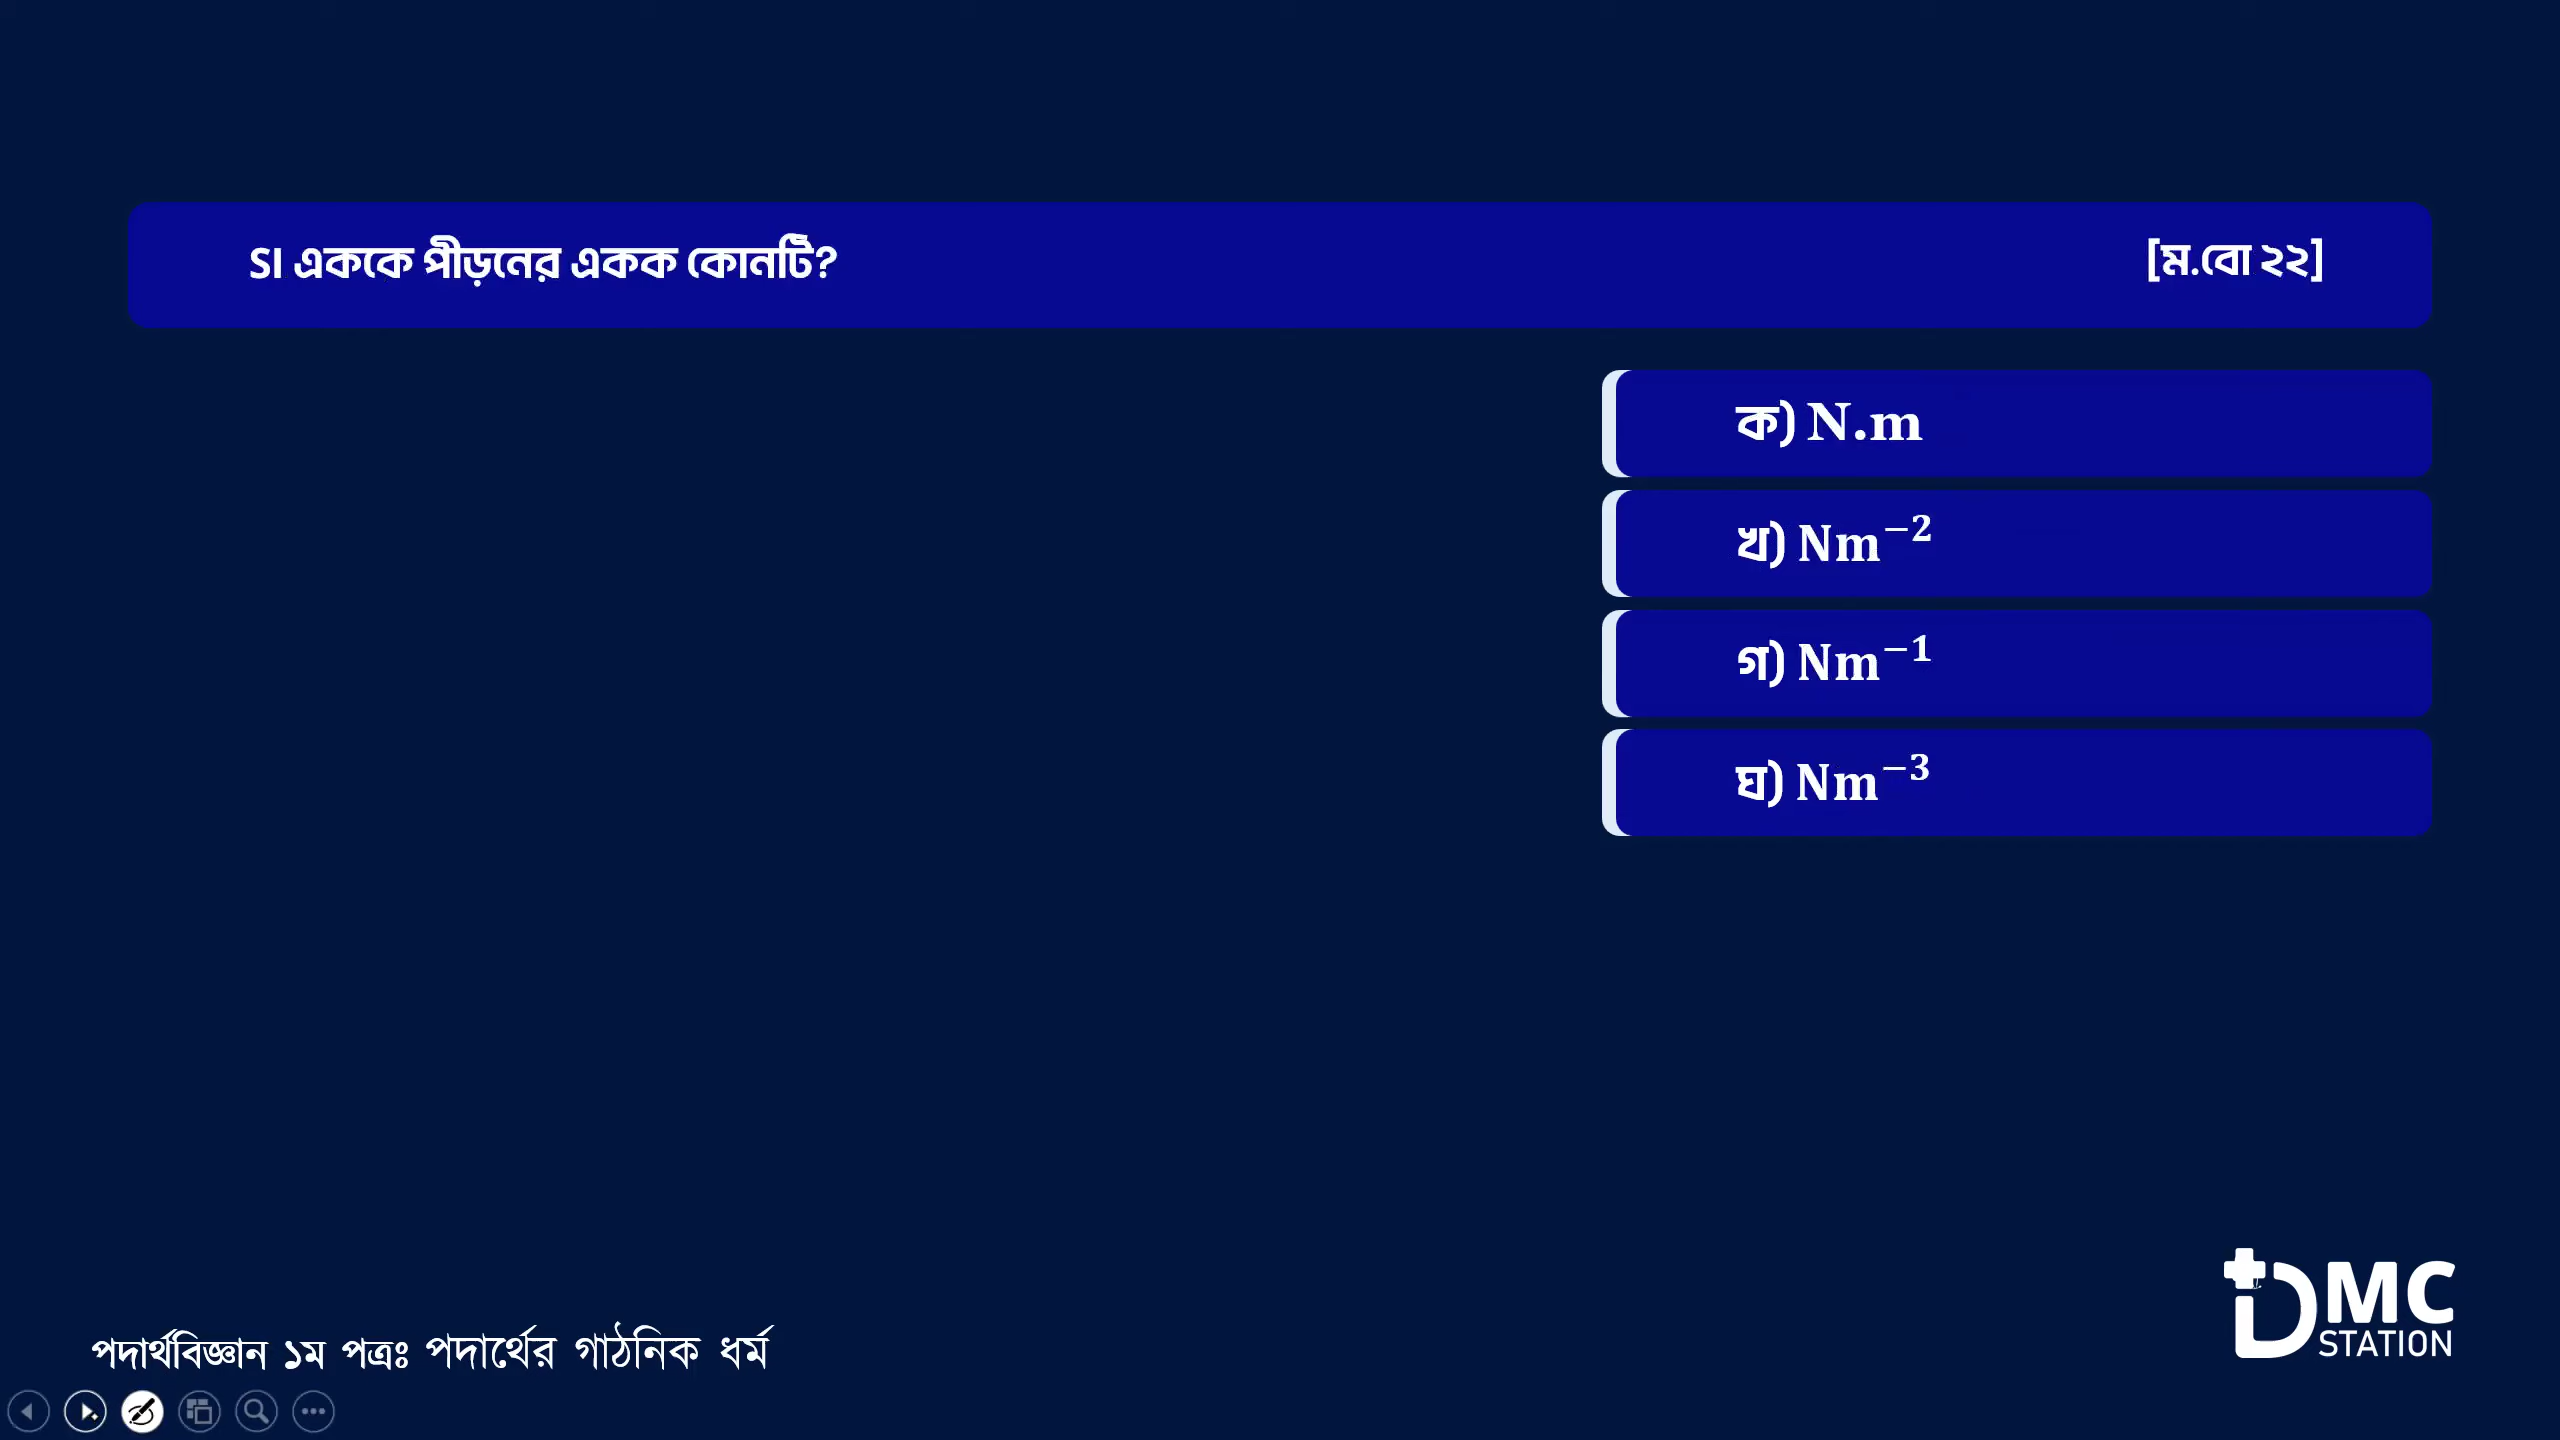 SI এককে পীড়নের একক কোনটি? [ম.বো ২২]
ক) N.m
খ) Nm⁻²
গ) Nm⁻¹
ঘ) Nm⁻³
DMC
STATION
পদার্থবিজ্ঞান ১ম পত্রঃ পদার্থের গাঠনিক ধর্ম